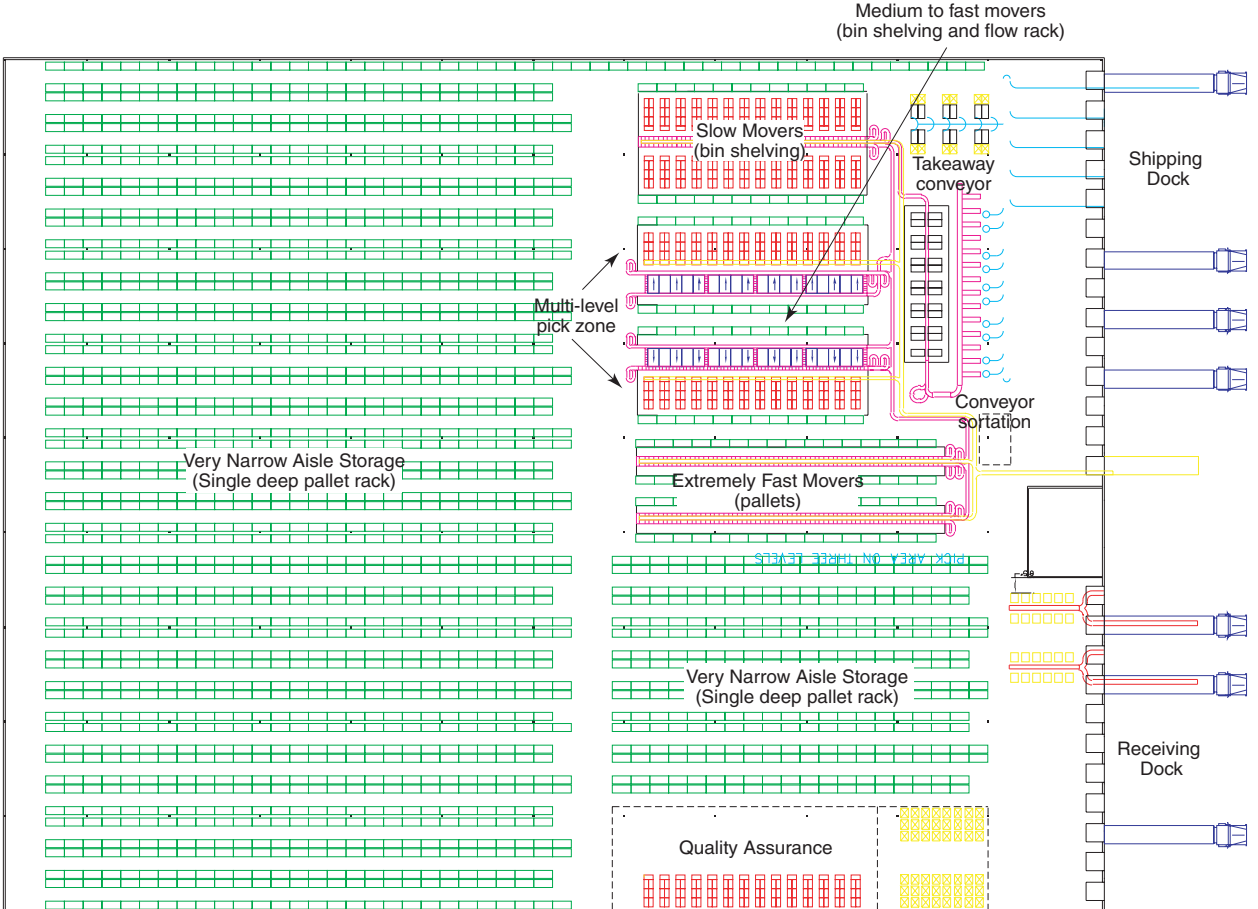 Medium to fast movers
(bin shelving and flow rack)
Slow Movers
(bin shelving)
Takeaway
conveyor
Shipping
Dock
Multi-level
pick zone
Conveyor
sortation
Very Narrow Aisle Storage
(Single deep pallet rack)
Extremely Fast Movers
(pallets)
PICK AREA ON THREE LEVELS
Very Narrow Aisle Storage
(Single deep pallet rack)
Receiving
Dock
Quality Assurance